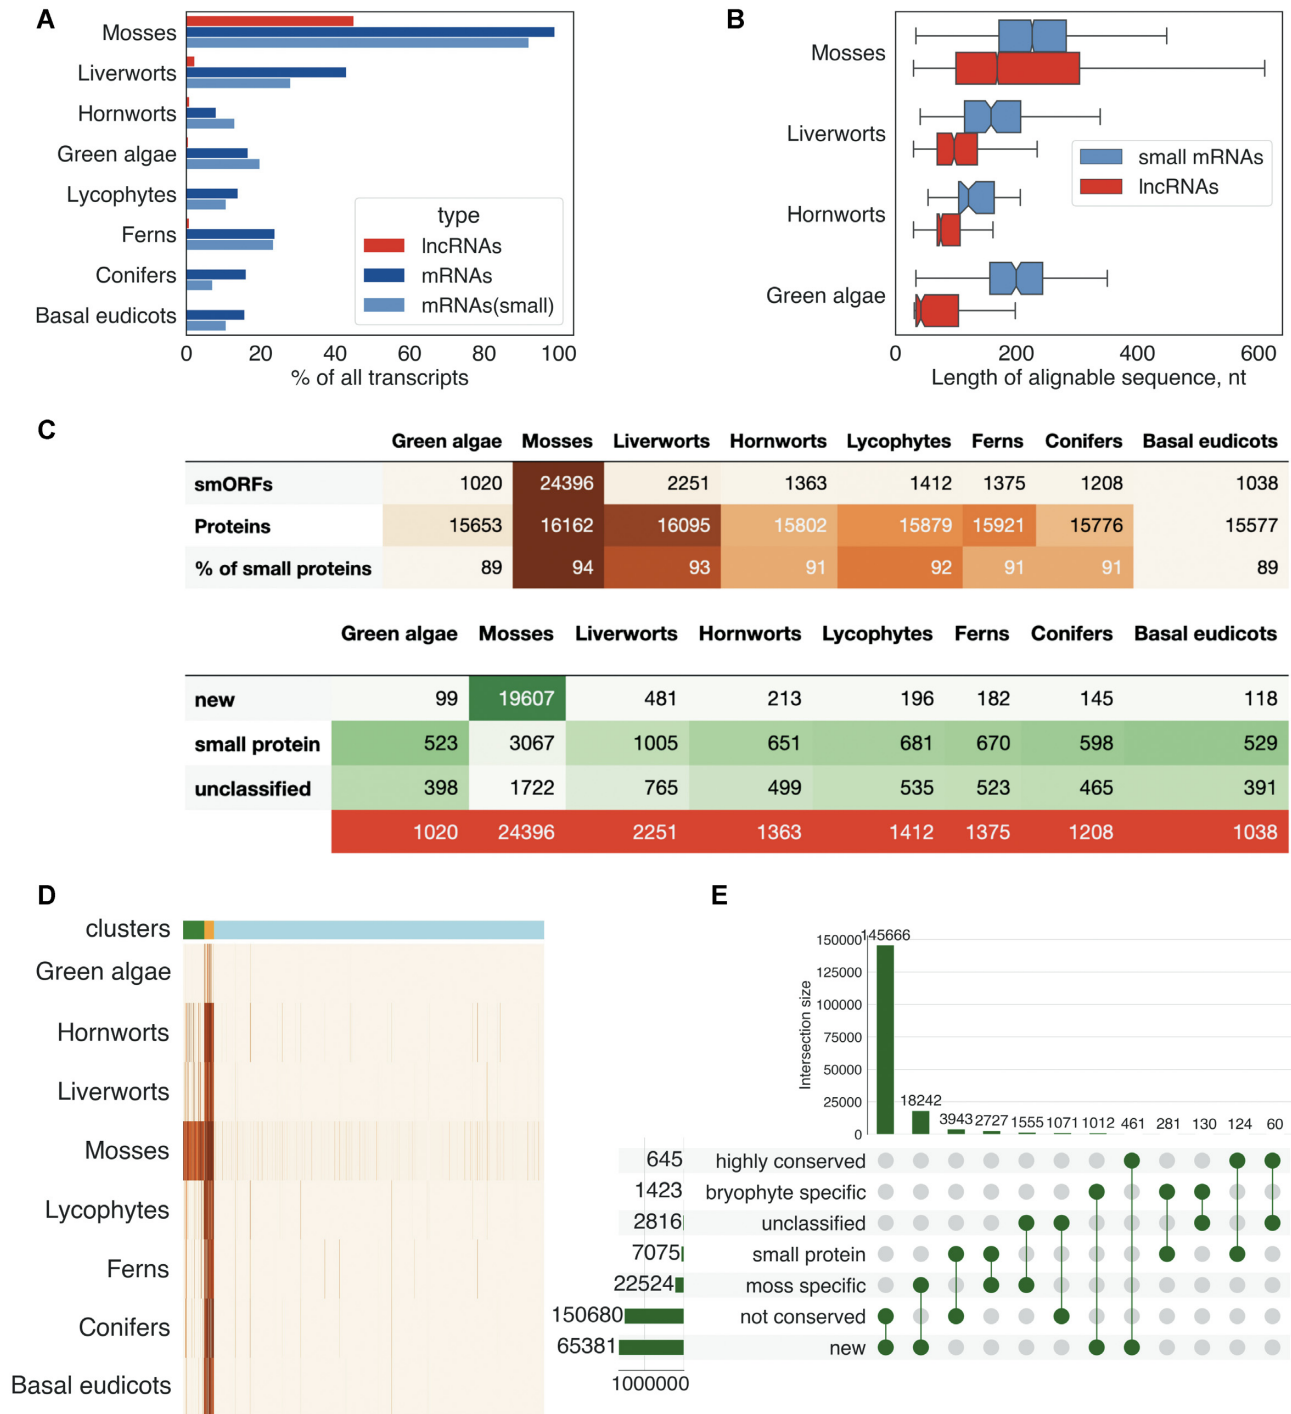 A
Mosses
Liverworts
Hornworts
Green algae
Lycophytes
Ferns
Conifers
Basal eudicots
type
lncRNAs
mRNAs
mRNAs(small)
0 20 40 60 80 100
% of all transcripts
B
Mosses
Liverworts
Hornworts
Green algae
small mRNAs
lncRNAs
0 200 400 600
Length of alignable sequence, nt
C
Green algae Mosses Liverworts Hornworts Lycophytes Ferns Conifers Basal eudicots
smORFs 1020 24396 2251 1363 1412 1375 1208 1038
Proteins 15653 16162 16095 15802 15879 15921 15776 15577
% of small proteins 89 94 93 91 92 91 91 89
Green algae Mosses Liverworts Hornworts Lycophytes Ferns Conifers Basal eudicots
new 99 19607 481 213 196 182 145 118
small protein 523 3067 1005 651 681 670 598 529
unclassified 398 1722 765 499 535 523 465 391
1020 24396 2251 1363 1412 1375 1208 1038
D
clusters
Green algae
Hornworts
Liverworts
Mosses
Lycophytes
Ferns
Conifers
Basal eudicots
E
Intersection size
150000
125000
100000
75000
50000
25000
0
145666
18242
3943 2727 1555 1071 1012 461 281 130 124 60
645 highly conserved
1423 bryophyte specific
2816 unclassified
7075 small protein
22524 moss specific
150680 not conserved
65381 new
1000000